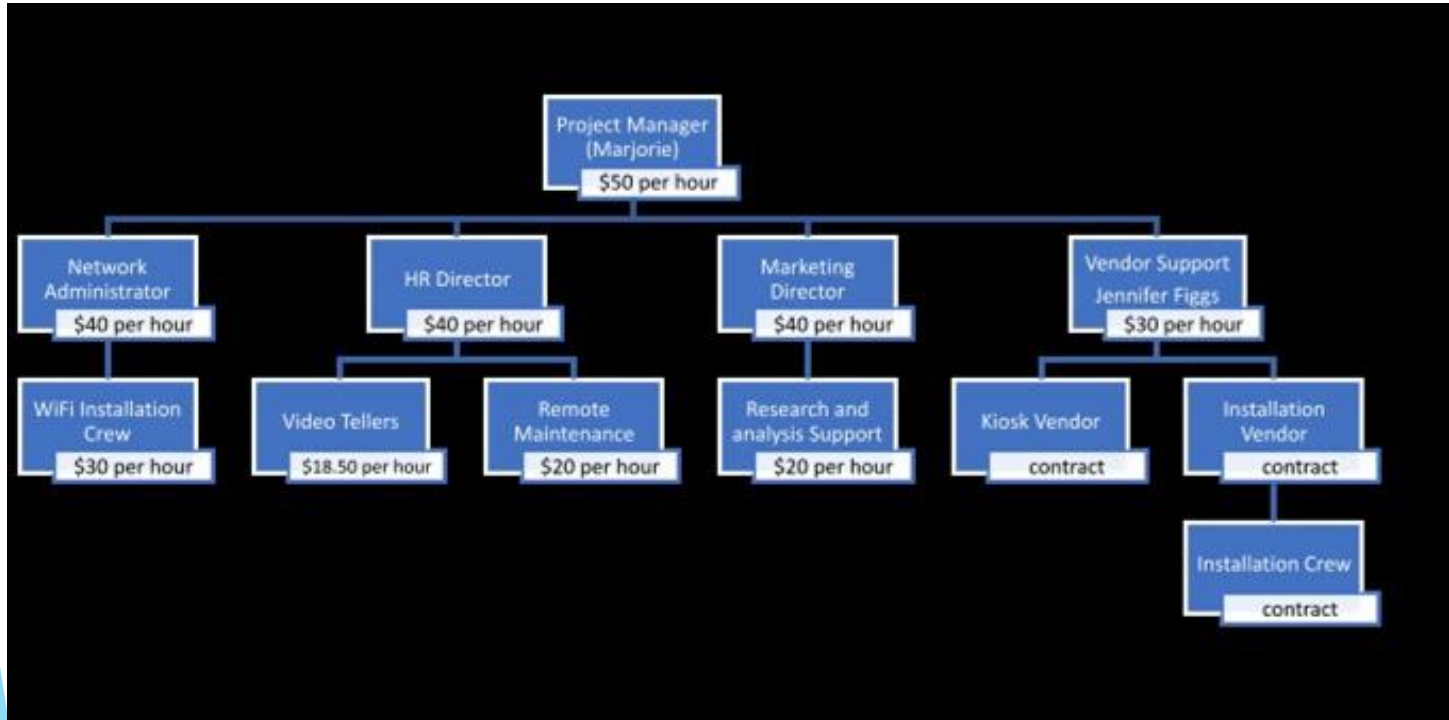 Project Manager
(Marjorie)
$50 per hour
Network
Administrator
$40 per hour
HR Director
$40 per hour
Marketing
Director
$40 per hour
Vendor Support
Jennifer Figgs
$30 per hour
WiFi Installation
Crew
$30 per hour
Video Tellers
$18.50 per hour
Remote
Maintenance
$20 per hour
Research and
analysis Support
$20 per hour
Kiosk Vendor
contract
Installation
Vendor
contract
Installation Crew
contract